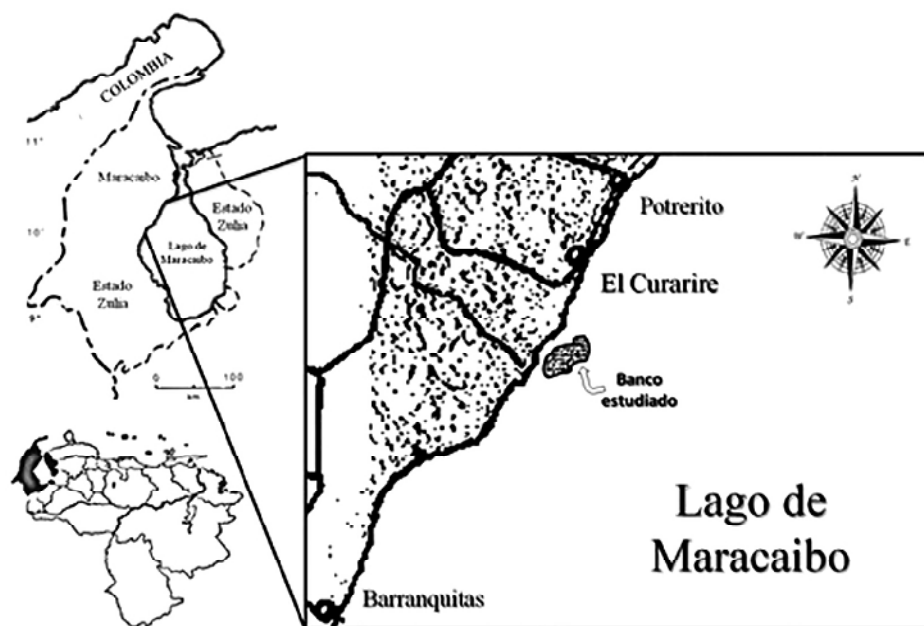 COLOMBIA
11°
Maracaibo
10°
Estado
Zulia
Lago de
Maracaibo
Estado
Zulia
9°
0
100
km
Potrerito
N
W
E
S
El Curarire
Banco
estudiado
Lago de
Maracaibo
Barranquitas